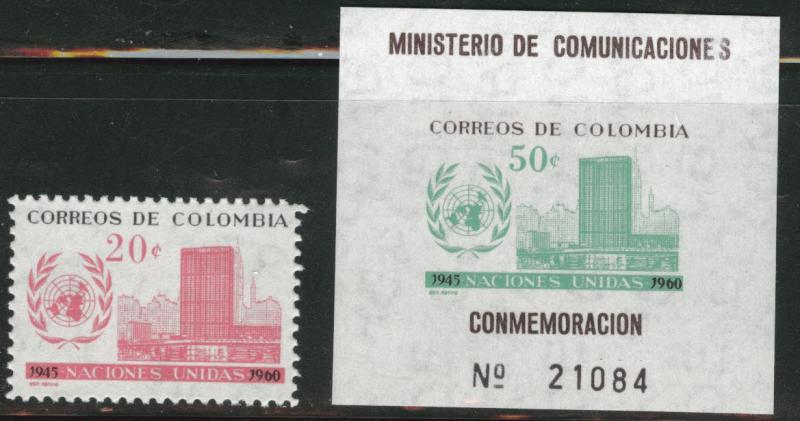 CORREOS DE COLOMBIA
20¢
1945 NACIONES UNIDAS 1960
MINISTERIO DE COMUNICACIONES
CORREOS DE COLOMBIA
50¢
1945 NACIONES UNIDAS 1960
CONMEMORACION
Nº 21084